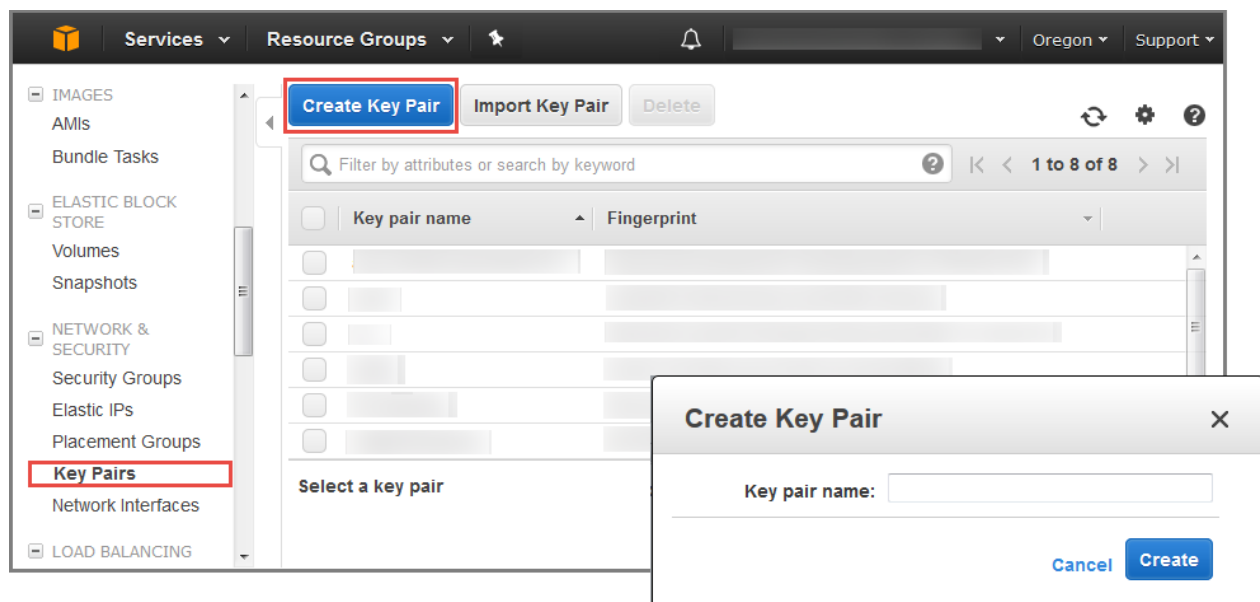 Services
Resource Groups
Oregon
Support
IMAGES
AMIs
Bundle Tasks
ELASTIC BLOCK
STORE
Volumes
Snapshots
NETWORK &
SECURITY
Security Groups
Elastic IPs
Placement Groups
Key Pairs
Network Interfaces
LOAD BALANCING
Create Key Pair
Import Key Pair
Delete
Filter by attributes or search by keyword
1 to 8 of 8
Key pair name
Fingerprint
Select a key pair
Create Key Pair
Key pair name:
Cancel
Create